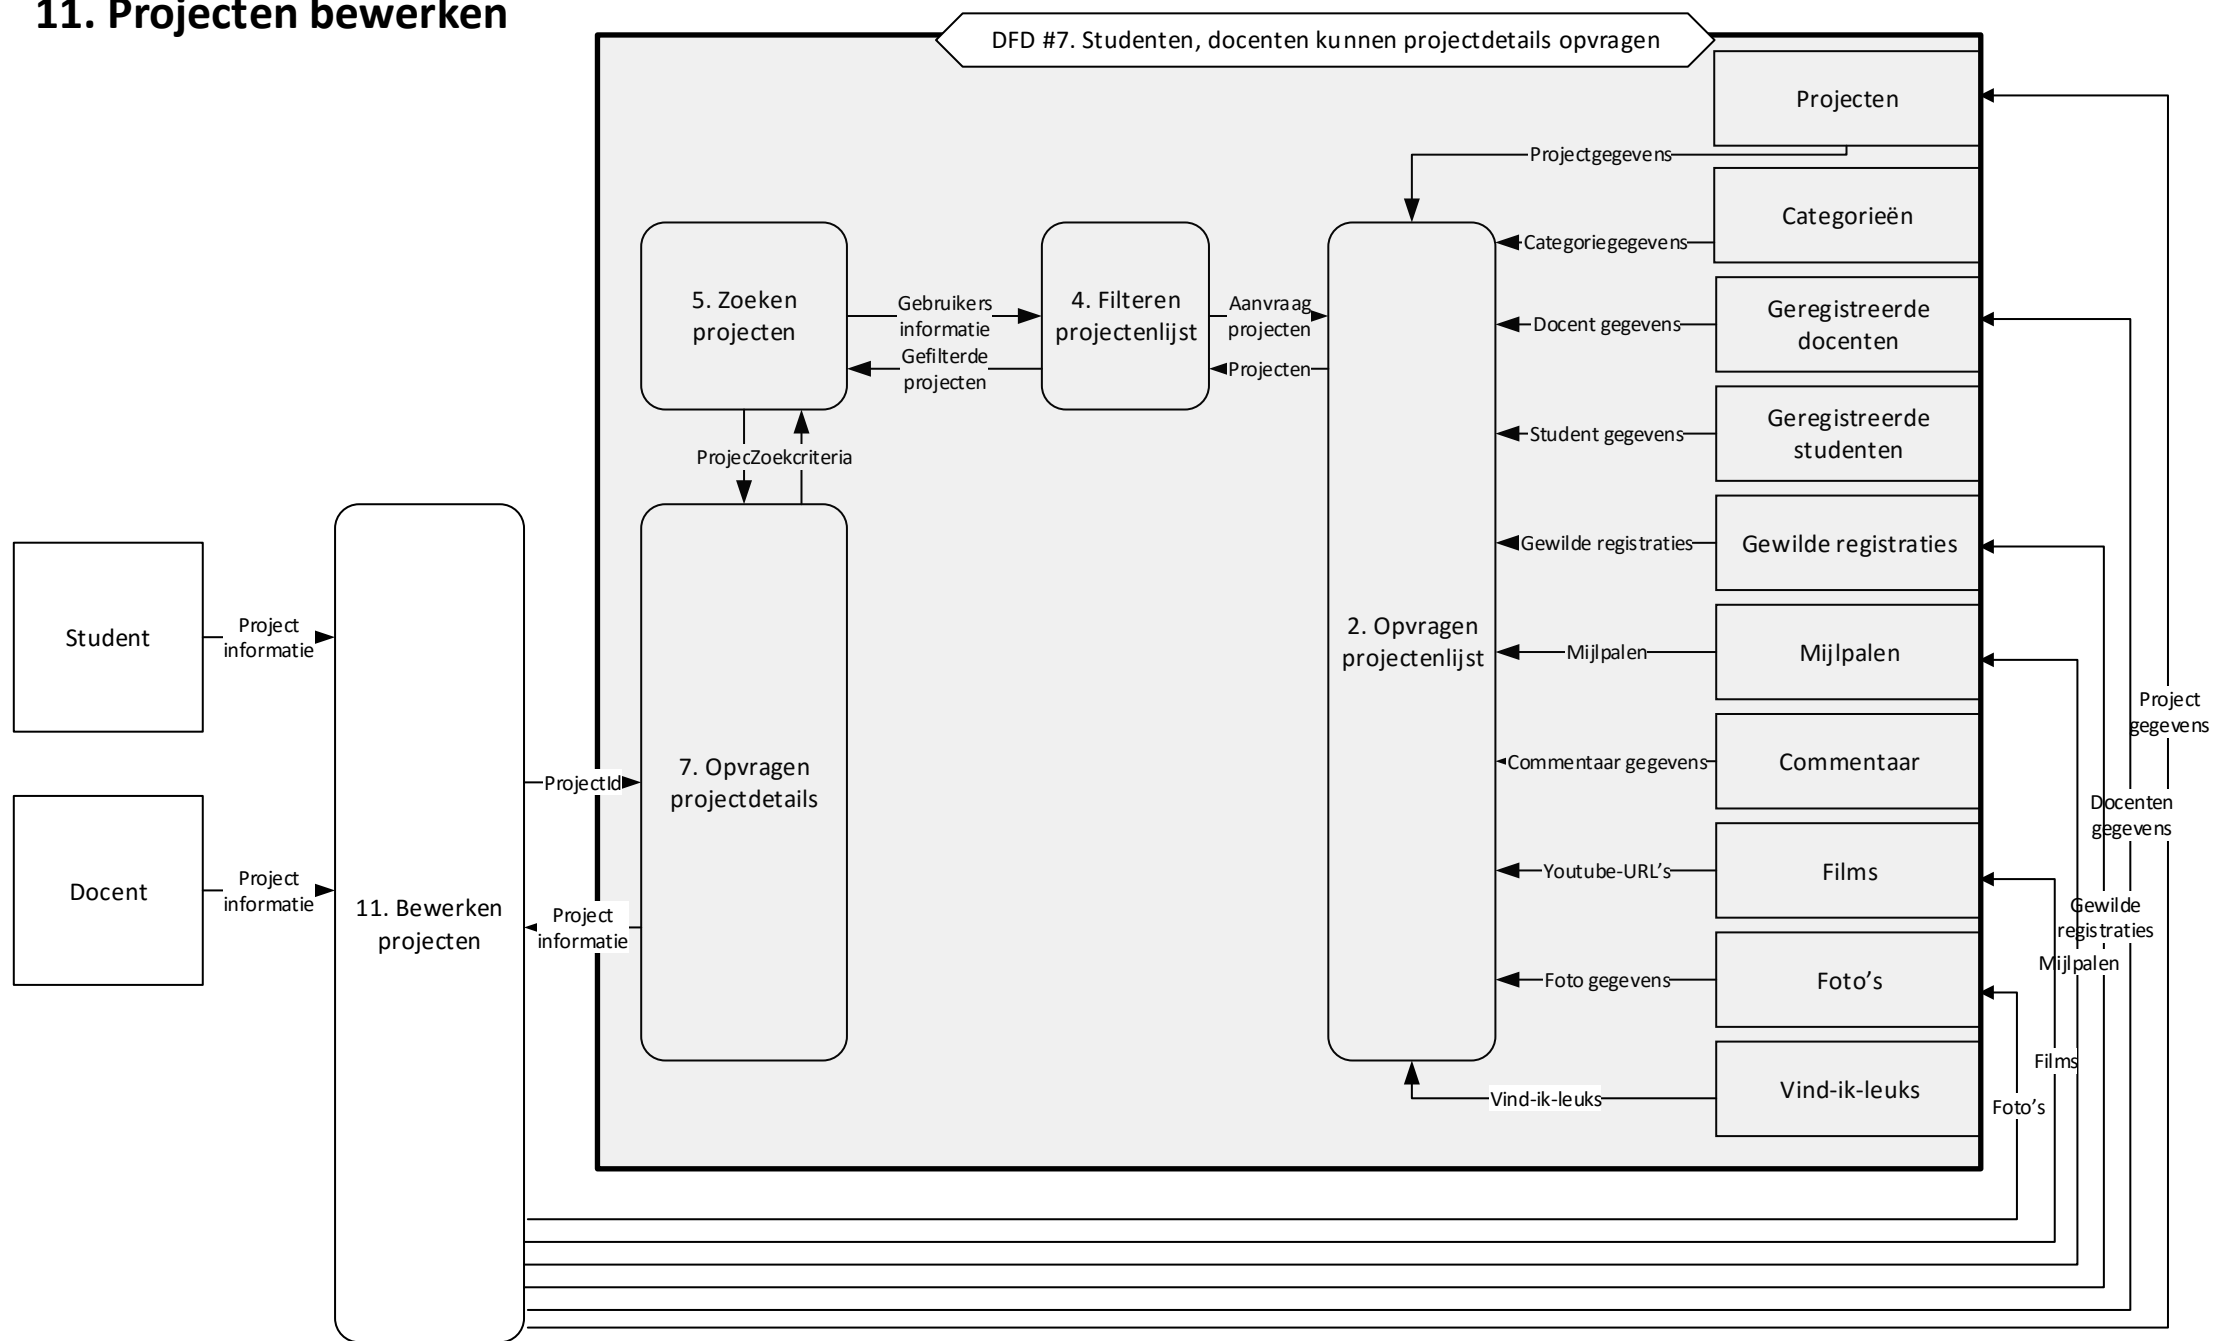 11. Projecten bewerken
DFD #7. Studenten, docenten kunnen projectdetails opvragen
Projecten
Projectgegevens
Categorieën
Categoriegegevens
5. Zoeken
projecten
Gebruikers
informatie
Gefilterde
projecten
4. Filteren
projectenlijst
Aanvraag
projecten
Projecten
Docent gegevens
Geregistreerde
docenten
Student gegevens
Geregistreerde
studenten
Zoekcriteria
Gewilde registraties
Gewilde registraties
2. Opvragen
projectenlijst
Mijlpalen
Mijlpalen
Student
Project
informatie
Commentaar gegevens
Commentaar
7. Opvragen
projectdetails
ProjectId
Docent
Project
informatie
11. Bewerken
projecten
Project
informatie
Youtube-URL's
Films
Foto gegevens
Foto's
Vind-ik-leuks
Vind-ik-leuks
Project
gegevens
Docenten
gegevens
Gewilde
registraties
Mijlpalen
Films
Foto's